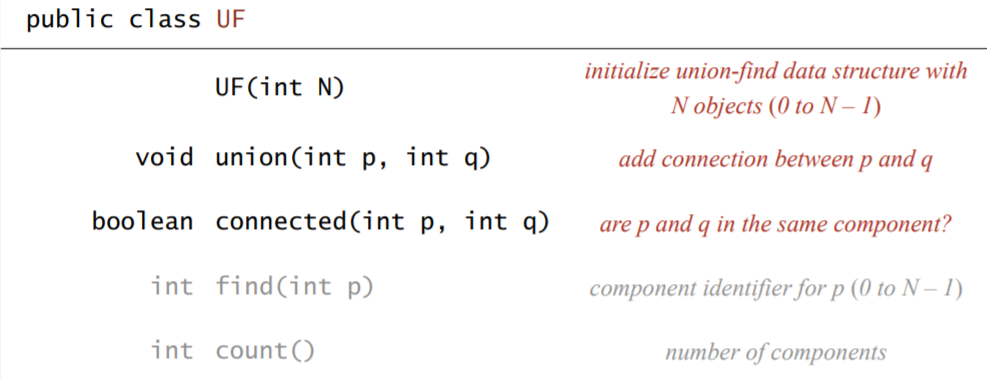 public class UF
UF(int N) initialize union-find data structure with
N objects (0 to N – 1)
void union(int p, int q) add connection between p and q
boolean connected(int p, int q) are p and q in the same component?
int find(int p) component identifier for p (0 to N – 1)
int count() number of components